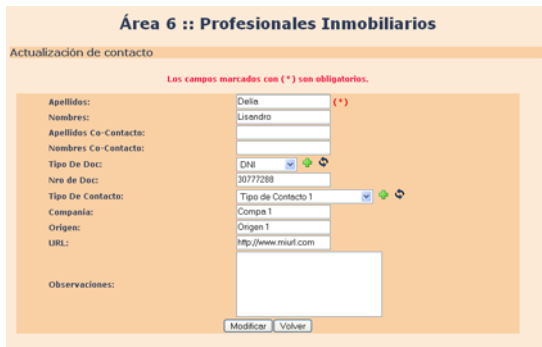 Área 6 :: Profesionales Inmobiliarios
Actualización de contacto
Los campos marcados con (*) son obligatorios.
Apellidos: Delia (*)
Nombres: Lisandro
Apellidos Co-Contacto:
Nombres Co-Contacto:
Tipo De Doc: DNI
Nro de Doc: 30777288
Tipo De Contacto: Tipo de Contacto 1
Compania: Compa 1
Origen: Origen 1
URL: http://www.miurl.com
Observaciones:
Modificar Volver